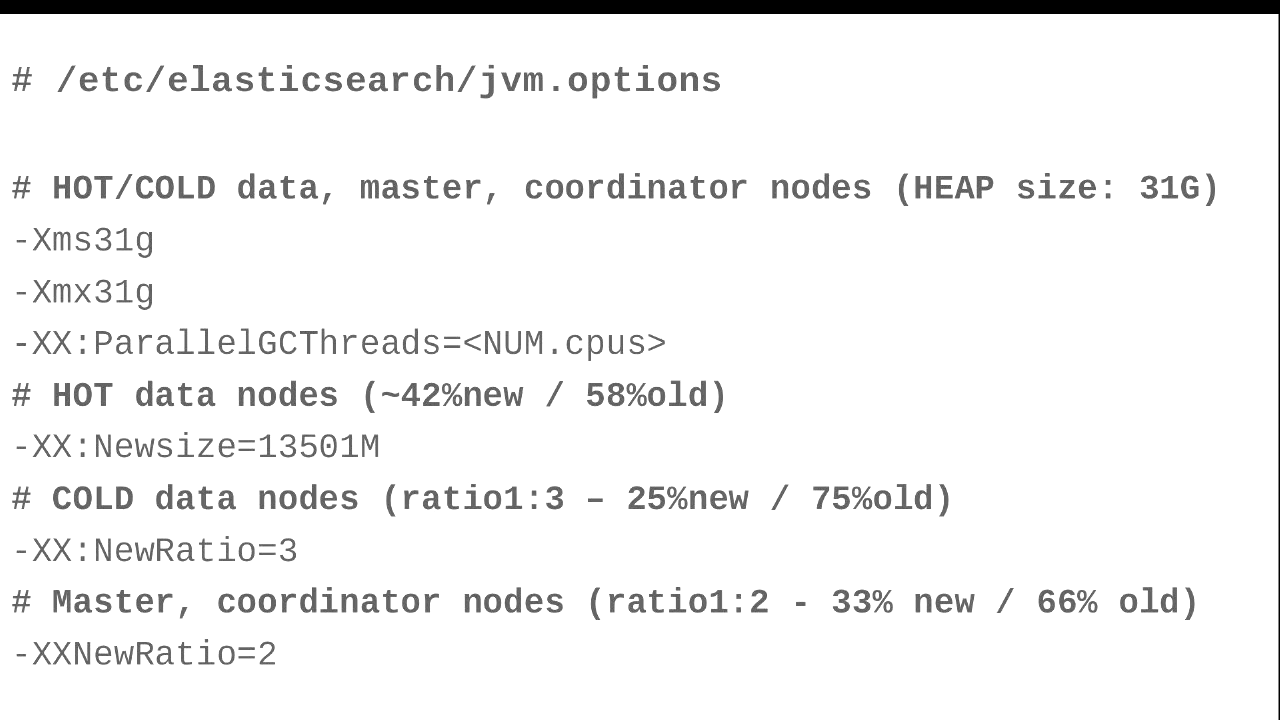 # /etc/elasticsearch/jvm.options
# HOT/COLD data, master, coordinator nodes (HEAP size: 31G)
-Xms31g
-Xmx31g
-XX:ParallelGCThreads=<NUM.cpus>
# HOT data nodes (~42%new / 58%old)
-XX:Newsize=13501M
# COLD data nodes (ratio1:3 – 25%new / 75%old)
-XX:NewRatio=3
# Master, coordinator nodes (ratio1:2 - 33% new / 66% old)
-XXNewRatio=2